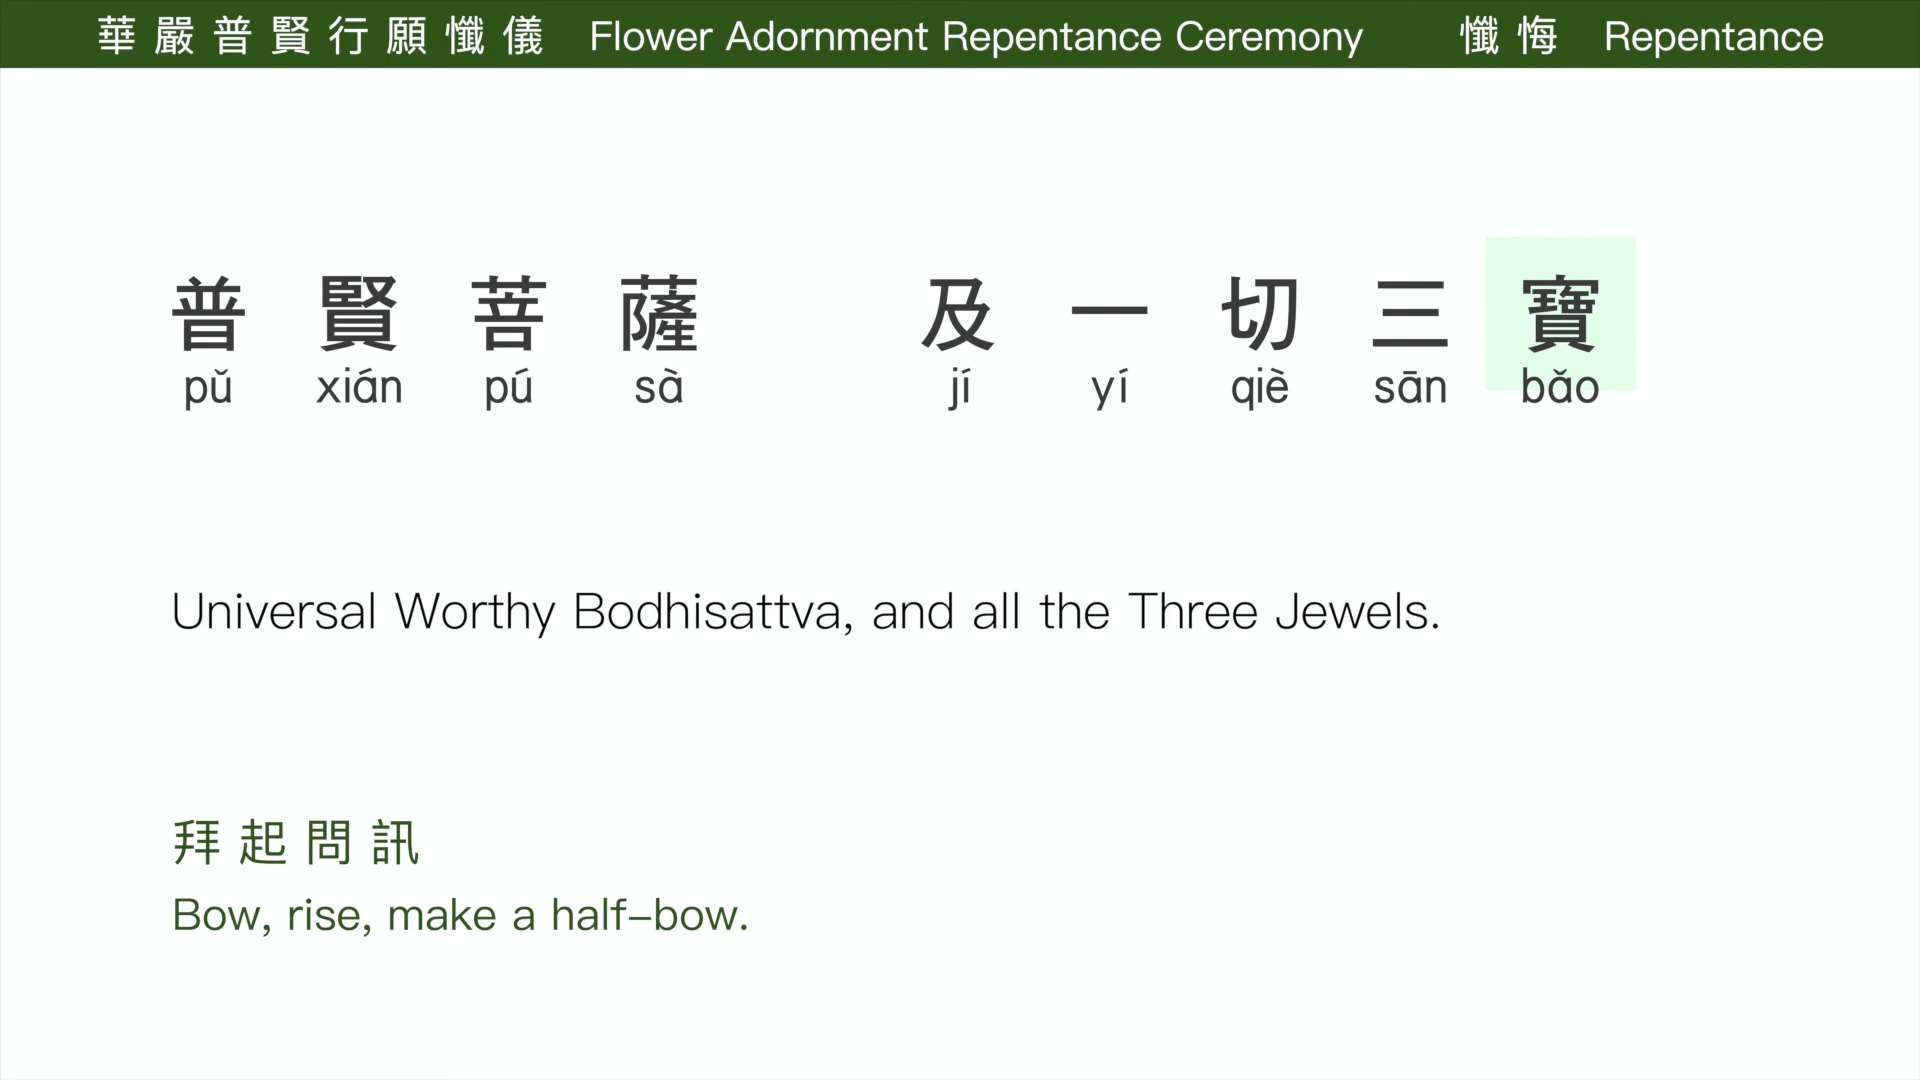 華嚴普賢行願懺儀 Flower Adornment Repentance Ceremony 懺悔 Repentance
普賢菩薩 及一切三寶
pǔ xián pú sà jí yí qiè sān bǎo
Universal Worthy Bodhisattva, and all the Three Jewels.
拜起問訊
Bow, rise, make a half-bow.